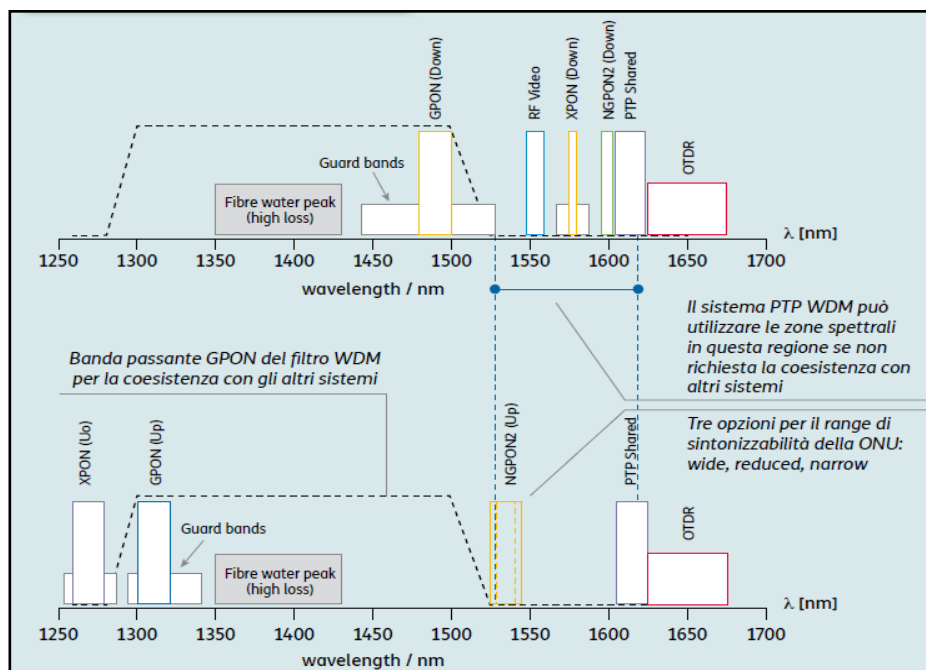 GPON (Down)
RF Video
XPON (Down)
NGPON2 (Down)
PTP Shared
OTDR
Guard bands
Fibre water peak
(high loss)
λ [nm]
1250 1300 1350 1400 1450 1500 1550 1600 1650 1700
wavelength / nm
Il sistema PTP WDM può
utilizzare le zone spettrali
in questa regione se non
richiesta la coesistenza con
altri sistemi
Banda passante GPON del filtro WDM
per la coesistenza con gli altri sistemi
Tre opzioni per il range di
sintonizzabilità della ONU:
wide, reduced, narrow
XPON (Uo)
GPON (Up)
NGPON2 (Up)
PTP Shared
OTDR
Guard bands
Fibre water peak
(high loss)
λ [nm]
1250 1300 1350 1400 1450 1500 1550 1600 1650 1700
wavelength / nm